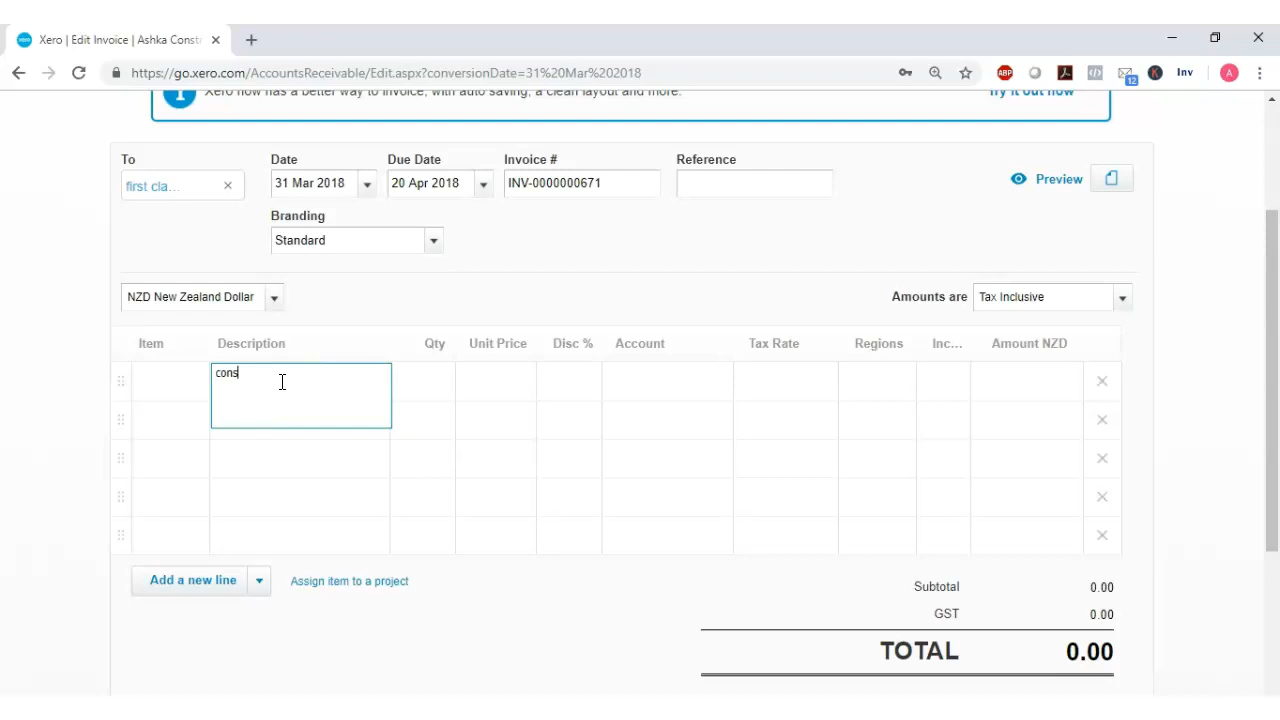 Xero | Edit Invoice | Ashka Const
https://go.xero.com/AccountsReceivable/Edit.aspx?conversionDate=31%20Mar%202018
ABP
12
K
Inv
A
Xero now has a better way to invoice, with auto saving, a clean layout and more.
Try it out now
To
Date
Due Date
Invoice #
Reference
first cla...
31 Mar 2018
20 Apr 2018
INV-0000000671
Preview
Branding
Standard
NZD New Zealand Dollar
Amounts are
Tax Inclusive
Item
Description
Qty
Unit Price
Disc %
Account
Tax Rate
Regions
Inc...
Amount NZD
cons
Add a new line
Assign item to a project
Subtotal
0.00
GST
0.00
TOTAL
0.00